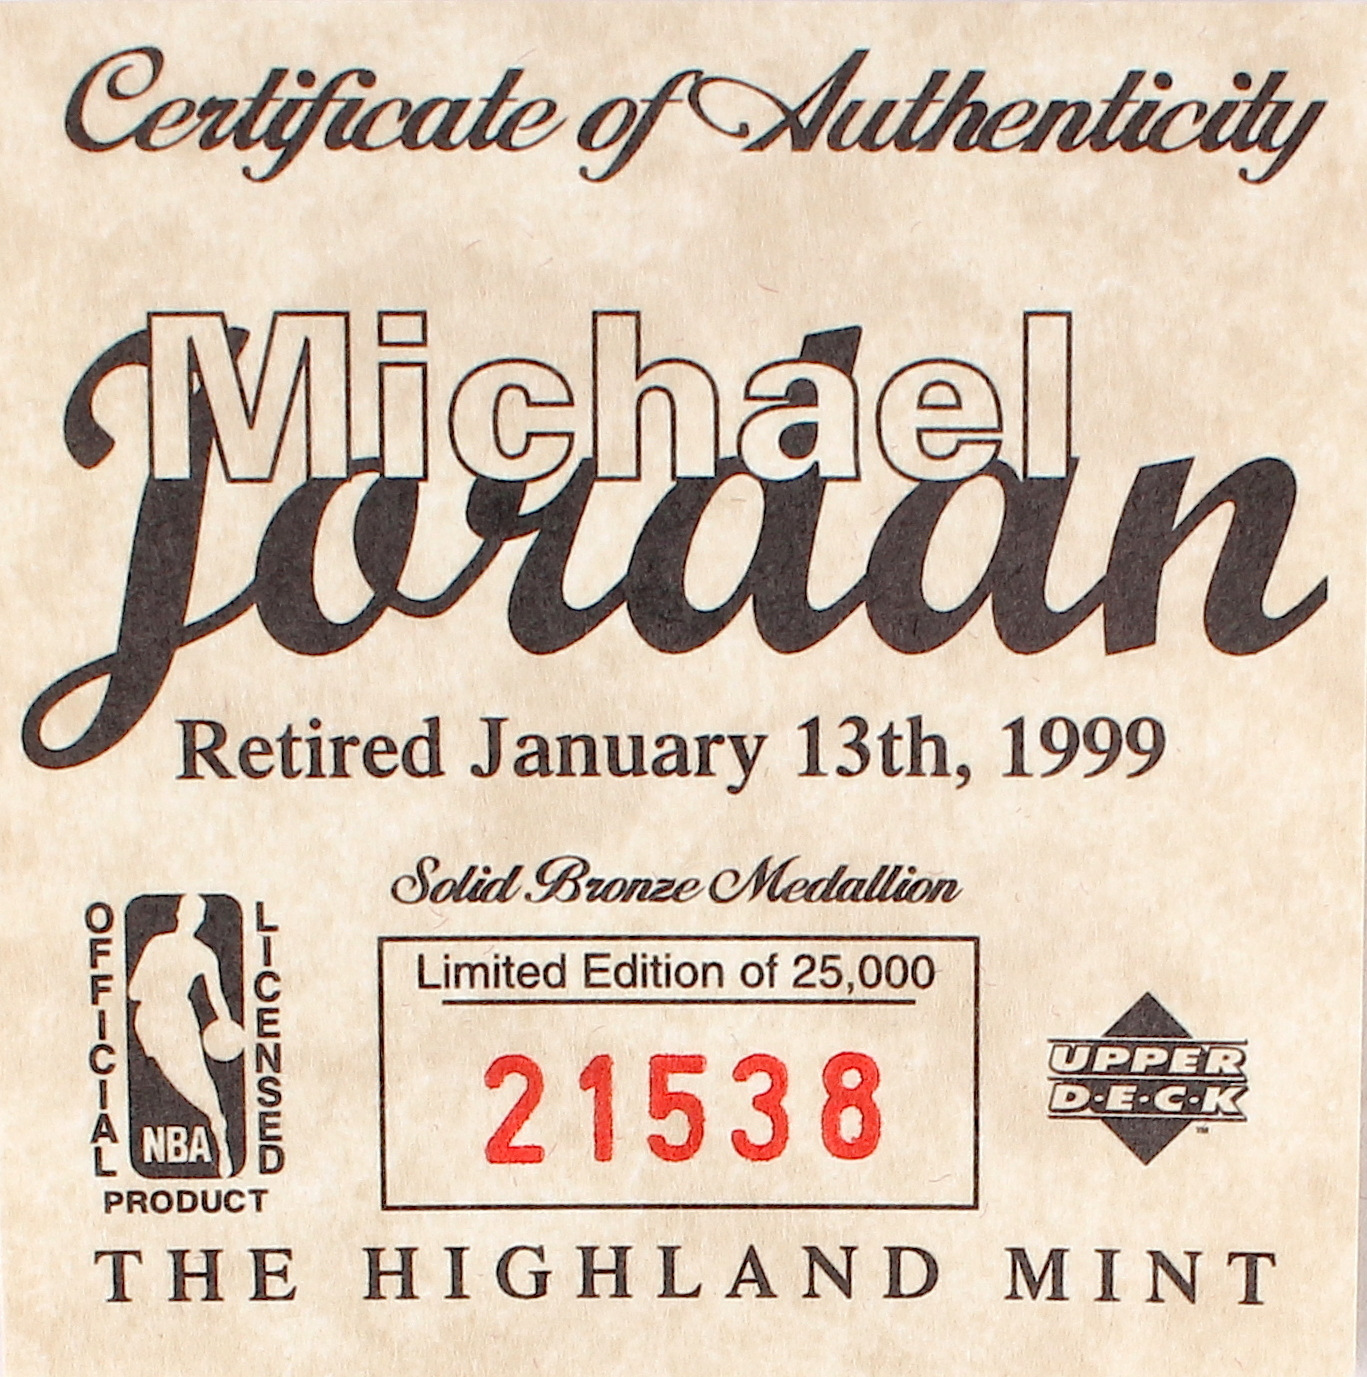 Certificate of Authenticity
Michael
Jordan
Retired January 13th, 1999
Solid Bronze Medallion
OFFICIAL
LICENSED
NBA
PRODUCT
Limited Edition of 25,000
21538
UPPER
D•E•C•K
™
THE HIGHLAND MINT